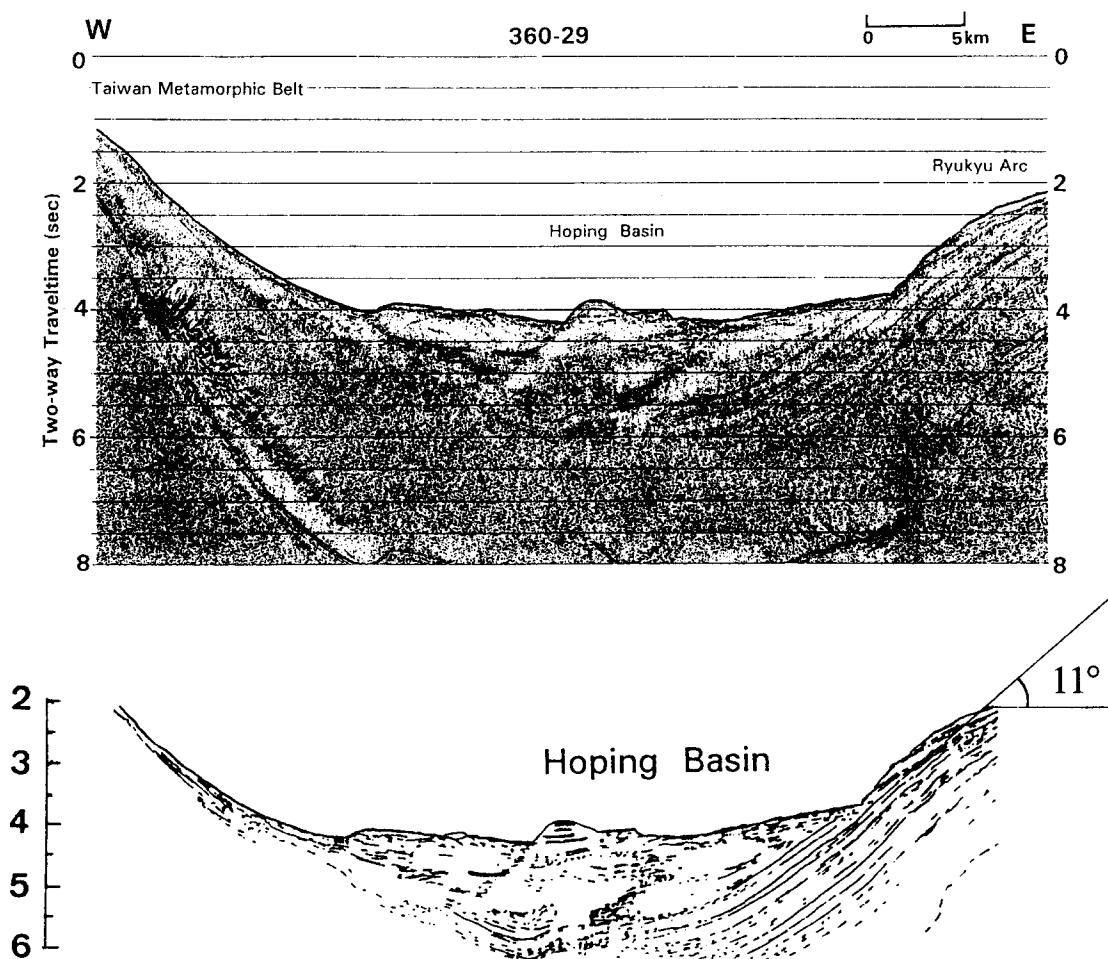 W 360-29 0 5km E
0 0
Taiwan Metamorphic Belt
Ryukyu Arc
2 2
Hoping Basin
Two-way Traveltime (sec)
4 4
6 6
8 8
2 11°
3 Hoping Basin
4
5
6